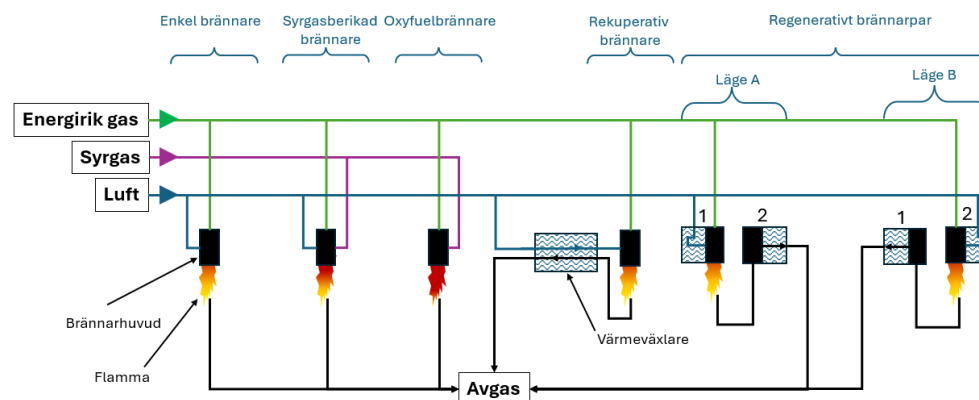 Enkel brännare
Syrgasberikad
brännare
Oxyfuelbrännare
Rekuperativ
brännare
Regenerativt brännarpar
Läge A
Läge B
Energirik gas
Syrgas
Luft
1
2
1
2
Brännarhuvud
Värmeväxlare
Flamma
Avgas